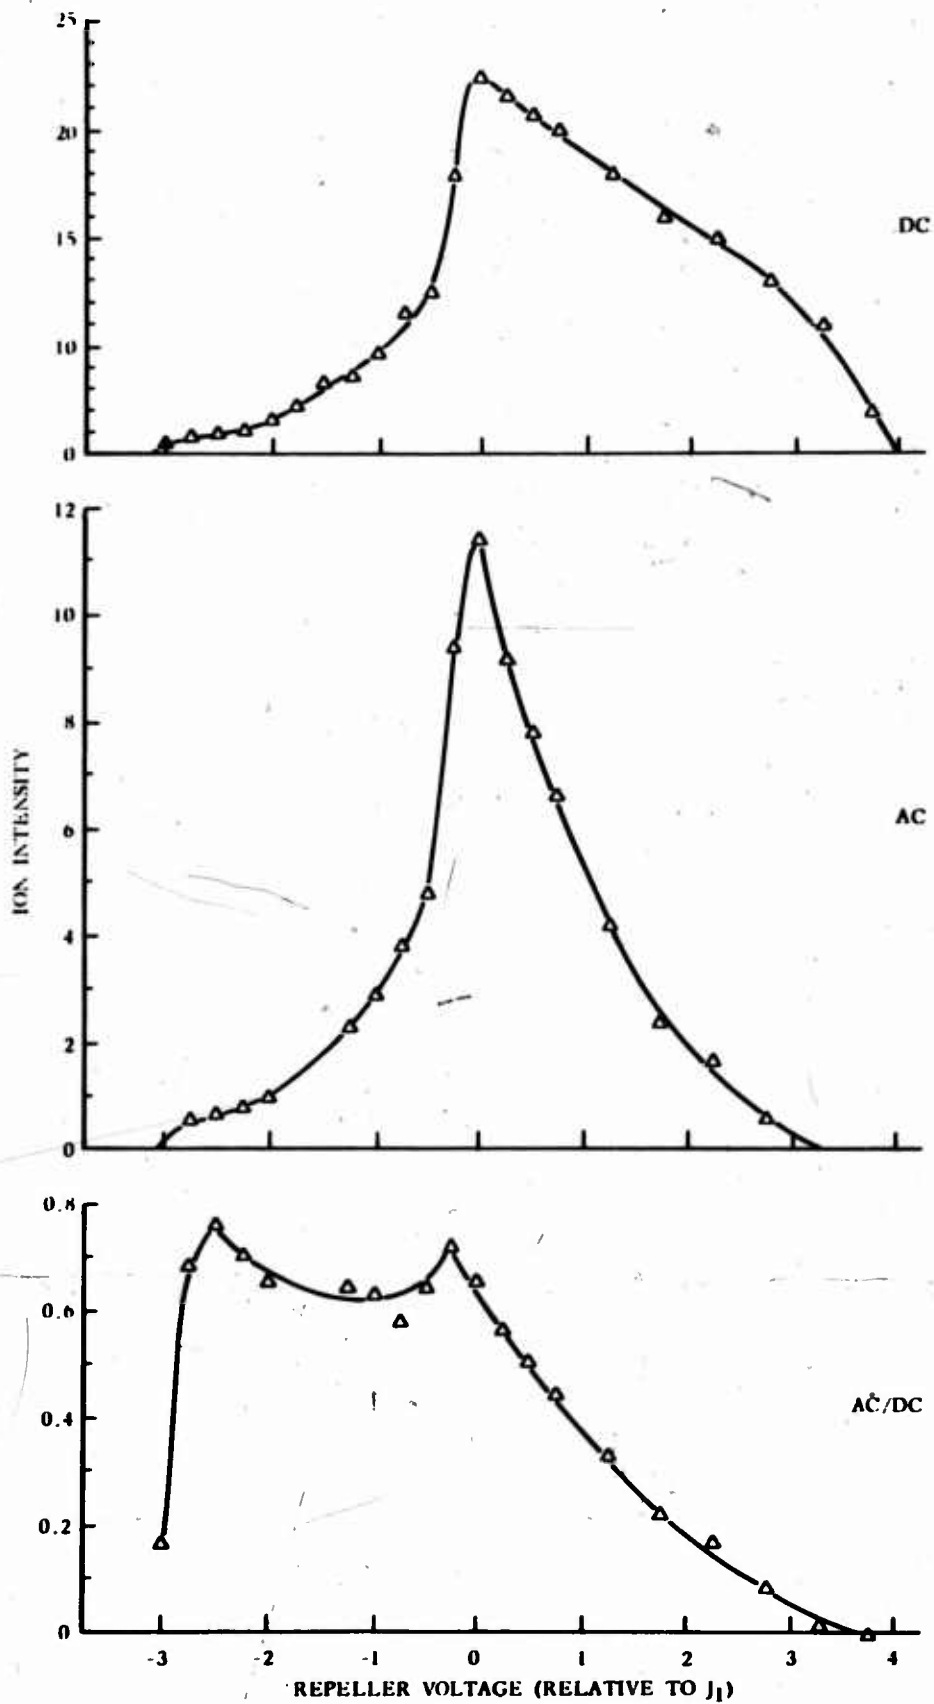 25
20
15
10
0
DC
12
10
8
6
4
2
0
ION INTENSITY
AC
0.8
0.6
0.4
0.2
0
AC/DC
-3 -2 -1 0 1 2 3 4
REPELLER VOLTAGE (RELATIVE TO J₁)